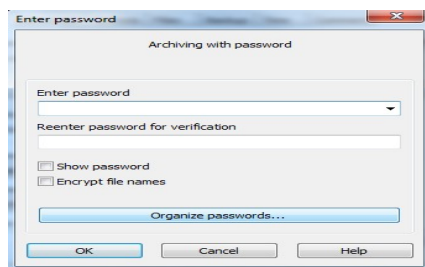 Enter password
Archiving with password
Enter password
Reenter password for verification
Show password
Encrypt file names
Organize passwords...
OK Cancel Help